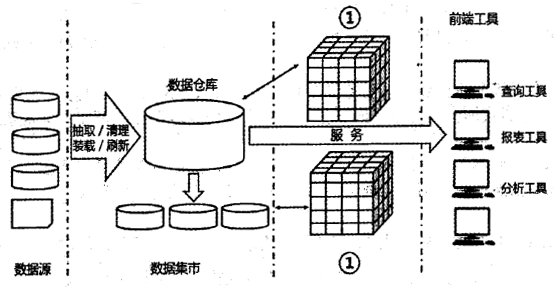 ①
前端工具
数据仓库
查询工具
抽取/清理
装载/刷新
服务
报表工具
分析工具
数据源
数据集市
①